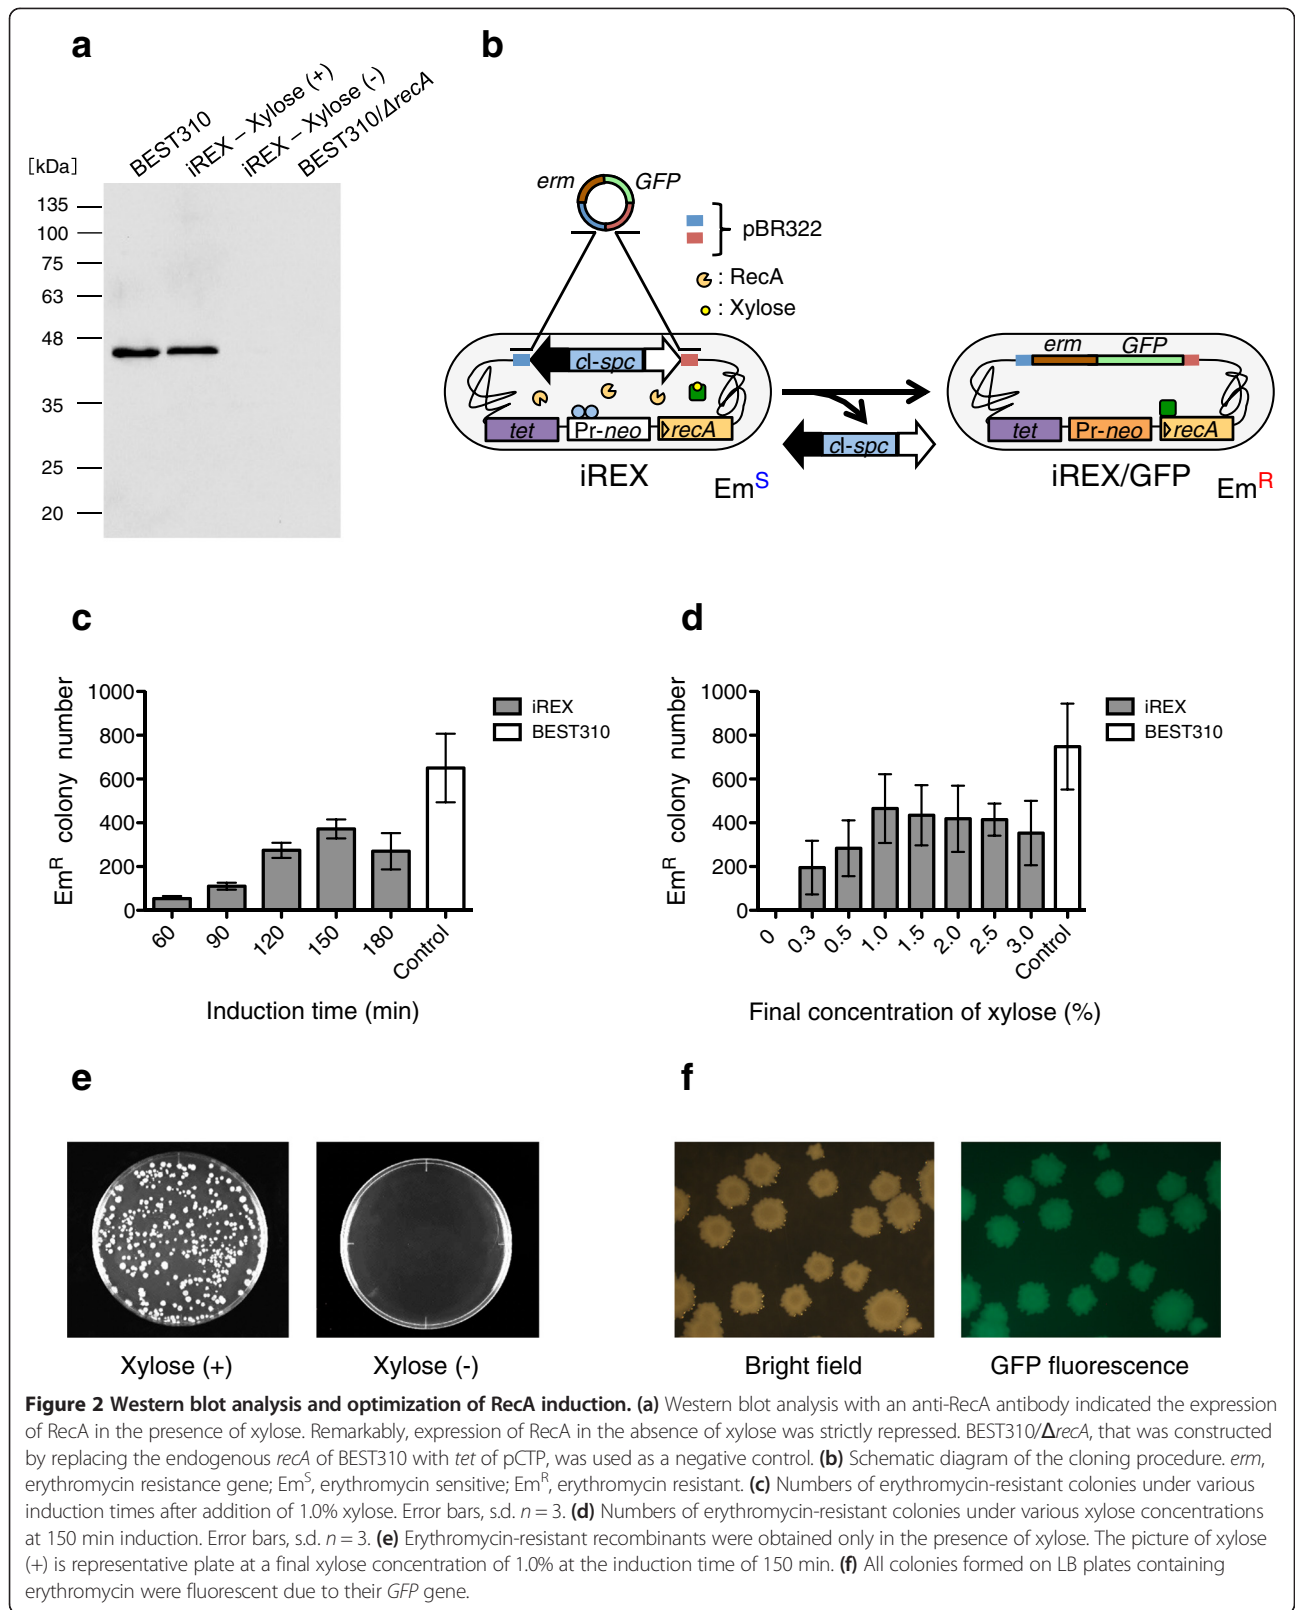 a
BEST310
iREX – Xylose (+)
iREX – Xylose (-)
BEST310/ΔrecA
[kDa]
135
100
75
63
48
35
25
20
b
erm
GFP
pBR322
: RecA
: Xylose
cI-spc
tet
Pr-neo
recA
iREX
EmS
cI-spc
erm
GFP
tet
Pr-neo
recA
iREX/GFP
EmR
c
EmR colony number
1000
800
600
400
200
0
60
90
120
150
180
Control
Induction time (min)
iREX
BEST310
d
EmR colony number
1000
800
600
400
200
0
0
0.3
0.5
1.0
1.5
2.0
2.5
3.0
Control
Final concentration of xylose (%)
iREX
BEST310
e
Xylose (+)
Xylose (-)
f
Bright field
GFP fluorescence
Figure 2 Western blot analysis and optimization of RecA induction. (a) Western blot analysis with an anti-RecA antibody indicated the expression
of RecA in the presence of xylose. Remarkably, expression of RecA in the absence of xylose was strictly repressed. BEST310/ΔrecA, that was constructed
by replacing the endogenous recA of BEST310 with tet of pCTP, was used as a negative control. (b) Schematic diagram of the cloning procedure. erm,
erythromycin resistance gene; EmS, erythromycin sensitive; EmR, erythromycin resistant. (c) Numbers of erythromycin-resistant colonies under various
induction times after addition of 1.0% xylose. Error bars, s.d. n = 3. (d) Numbers of erythromycin-resistant colonies under various xylose concentrations
at 150 min induction. Error bars, s.d. n = 3. (e) Erythromycin-resistant recombinants were obtained only in the presence of xylose. The picture of xylose
(+) is representative plate at a final xylose concentration of 1.0% at the induction time of 150 min. (f) All colonies formed on LB plates containing
erythromycin were fluorescent due to their GFP gene.